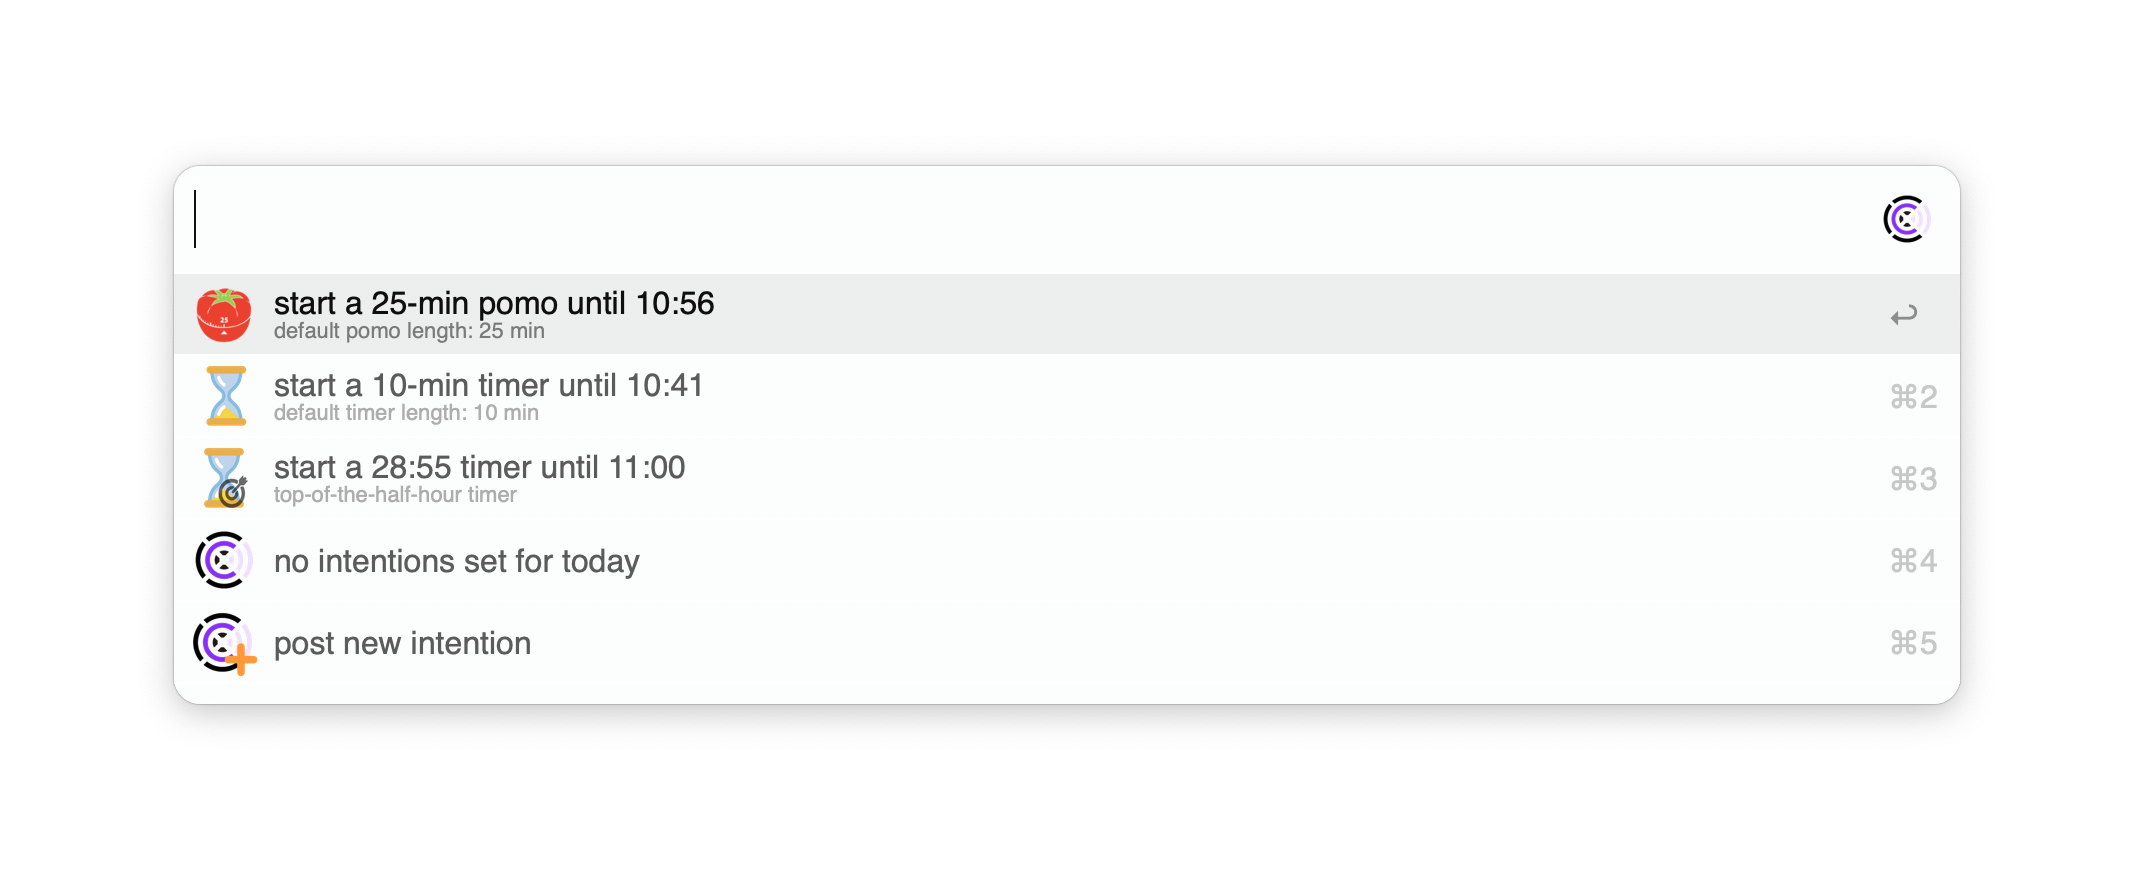 start a 25-min pomo until 10:56
default pomo length: 25 min
start a 10-min timer until 10:41
default timer length: 10 min
⌘2
start a 28:55 timer until 11:00
top-of-the-half-hour timer
⌘3
no intentions set for today
⌘4
post new intention
⌘5
25